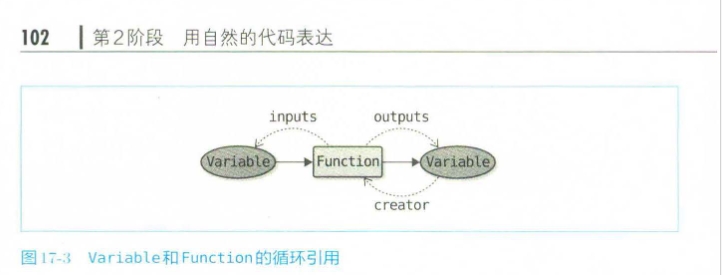 102 第2阶段 用自然的代码表达
inputs outputs
Variable Function Variable
creator
图17-3 Variable和Function的循环引用